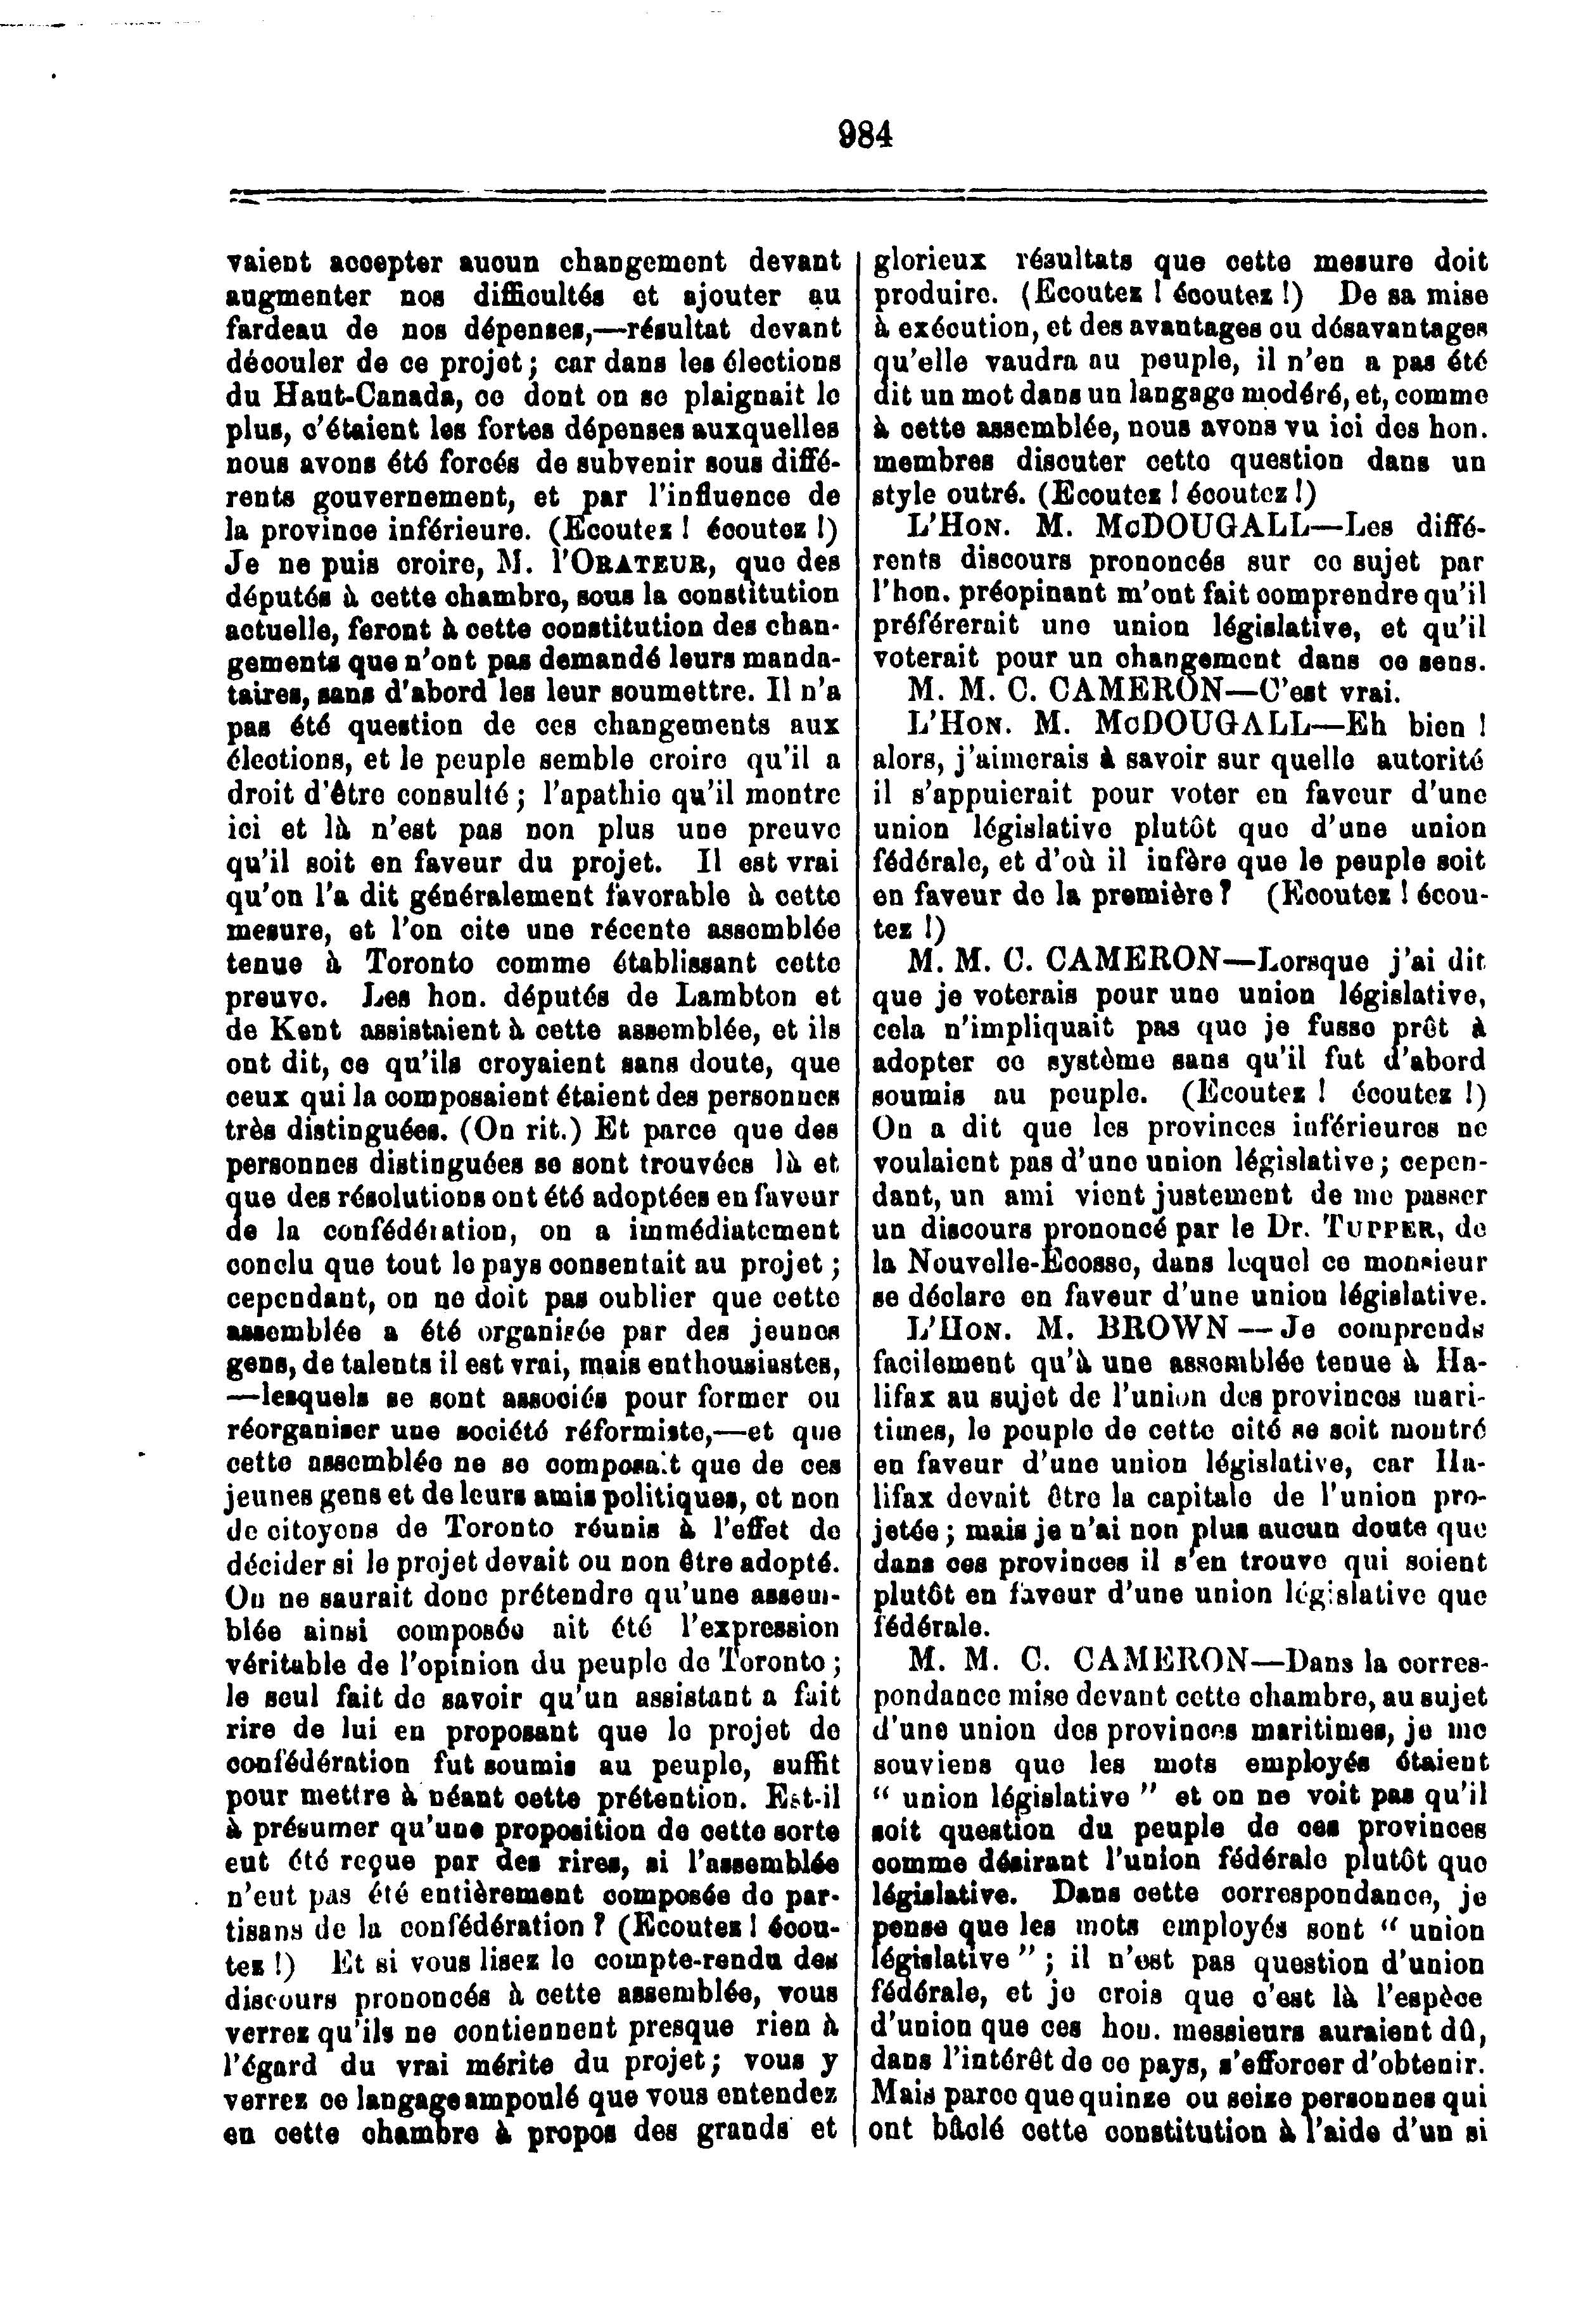 984
vaient accepter aucun changement devant
augmenter nos difficultés et ajouter au
fardeau de nos dépenses,—résultat devant
découler de ce projet; car dans les élections
du Haut-Canada, ce dont on se plaignait le
plus, c'étaient les fortes dépenses auxquelles
nous avons été forcés de subvenir sous diffé-
rents gouvernement, et par l'influence de
la province inférieure. (Ecoutez! écoutez!)
Je ne puis croire, M. l'ORATEUR, que des
députés à cette chambre, sous la constitution
actuelle, feront à cette constitution des chan-
gements que n'ont pas demandé leurs manda-
taires, sans d'abord les leur soumettre. Il n'a
pas été question de ces changements aux
élections, et le peuple semble croire qu'il a
droit d'être consulté; l'apathie qu'il montre
ici et là n'est pas non plus une preuve
qu'il soit en faveur du projet. Il est vrai
qu'on l'a dit généralement favorable à cette
mesure, et l'on cite une récente assemblée
tenue à Toronto comme établissant cette
preuve. Les hon. députés de Lambton et
de Kent assistaient à cette assemblée, et ils
ont dit, ce qu'ils croyaient sans doute, que
ceux qui la composaient étaient des personnes
très distinguées. (On rit.) Et parce que des
personnes distinguées se sont trouvées là et
que des résolutions ont été adoptées en faveur
de la confédération, on a immédiatement
conclu que tout le pays consentait au projet;
cependant, on ne doit pas oublier que cette
assemblée a été organisée par des jeunes
gens, de talents il est vrai, mais enthousiastes,
—lesquels se sont associés pour former ou
réorganiser une société réformiste,—et que
cette assemblée ne se composait que de ces
jeunes gens et de leurs amis politiques, et non
de citoyens de Toronto réunis à l'effet de
décider si le projet devait ou non être adopté.
On ne saurait donc prétendre qu'une assem-
blée ainsi composée ait été l'expression
véritable de l'opinion du peuple de Toronto;
le seul fait de savoir qu'un assistant a fait
rire de lui en proposant que le projet de
confédération fut soumis au peuple, suffit
pour mettre à néant cette prétention. Est-il
à présumer qu'une proposition de cette sorte
eut été reçue par des rires, si l'assemblée
n'eut pas été entièrement composée de par-
tisans de la confédération? (Ecoutez! écou-
tez!) Et si vous lisez le compte-rendu des
discours prononcés à cette assemblée, vous
verrez qu'ils ne contiennent presque rien à
l'égard du vrai mérite du projet; vous y
verrez ce langage ampoulé que vous entendez
en cette chambre à propos des grands et
glorieux résultats que cette mesure doit
produire. (Ecoutez! écoutez!) De sa mise
à exécution, et des avantages ou désavantages
qu'elle vaudra au peuple, il n'en a pas été
dit un mot dans un langage modéré, et, comme
à cette assemblée, nous avons vu ici des hon.
membres discuter cette question dans un
style outré. (Ecoutez! écoutez!)
L'HON. M. McDOUGALL—Les diffé-
rents discours prononcés sur ce sujet par
l'hon. préopinant m'ont fait comprendre qu'il
préférerait une union législative, et qu'il
voterait pour un changement dans ce sens.
M. M. C. CAMERON—C'est vrai.
L'HON. M. McDOUGALL—Eh bien!
alors, j'aimerais à savoir sur quelle autorité
il s'appuierait pour voter en faveur d'une
union législative plutôt que d'une union
fédérale, et d'où il infère que le peuple soit
en faveur de la première? (Ecoutez! écou-
tez!)
M. M. C. CAMERON—Lorsque j'ai dit
que je voterais pour une union législative,
cela n'impliquait pas que je fusse prêt à
adopter ce système sans qu'il fut d'abord
soumis au peuple. (Ecoutez! écoutez!)
On a dit que les provinces inférieures ne
voulaient pas d'une union législative; cepen-
dant, un ami vient justement de me passer
un discours prononcé par le Dr. TUPPER, de
la Nouvelle-Ecosse, dans lequel ce monsieur
se déclare en faveur d'une union législative.
L'HON. M. BROWN — Je comprends
facilement qu'à une assemblée tenue à Ha-
lifax au sujet de l'union des provinces mari-
times, le peuple de cette cité se soit montré
en faveur d'une union législative, car Ha-
lifax devait être la capitale de l'union pro-
jetée; mais je n'ai non plus aucun doute que
dans ces provinces il s'en trouve qui soient
plutôt en faveur d'une union législative que
fédérale.
M. M. C. CAMERON—Dans la corres-
pondance mise devant cette chambre, au sujet
d'une union des provinces maritimes, je me
souviens que les mots employés étaient
“ union législative ” et on ne voit pas qu'il
soit question du peuple de ces provinces
comme désirant l'union fédérale plutôt que
législative. Dans cette correspondance, je
pense que les mots employés sont “ union
législative ” ; il n'est pas question d'union
fédérale, et je crois que c'est là l'espèce
d'union que ces hon. messieurs auraient dû,
dans l'intérêt de ce pays, s'efforcer d'obtenir.
Mais parce que quinze ou seize personnes qui
ont bâclé cette constitution à l'aide d'un si